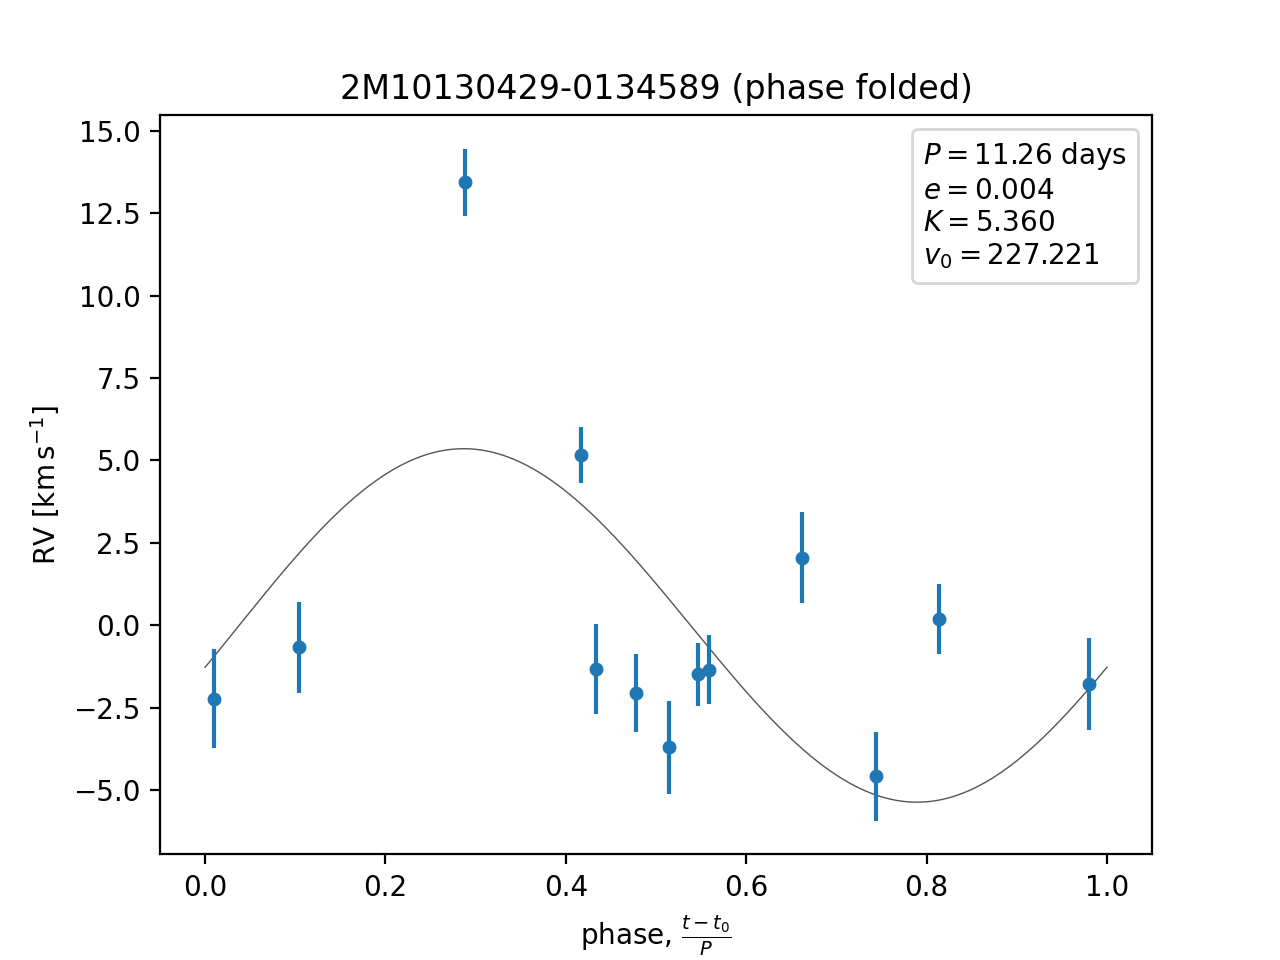 2M10130429-0134589 (phase folded)
P = 11.26 days
e = 0.004
K = 5.360
v₀ = 227.221
15.0
12.5
10.0
7.5
5.0
2.5
0.0
−2.5
−5.0
RV [km s⁻¹]
0.0 0.2 0.4 0.6 0.8 1.0
phase, (t − t₀)/P